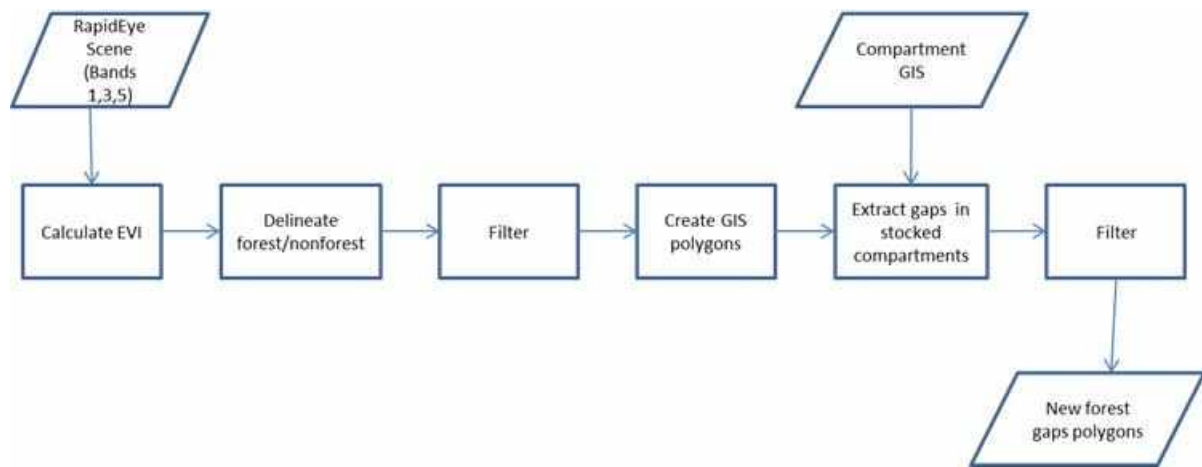 RapidEye
Scene
(Bands
1,3,5)
Compartment
GIS
Calculate EVI
Delineate
forest/nonforest
Filter
Create GIS
polygons
Extract gaps in
stocked
compartments
Filter
New forest
gaps polygons